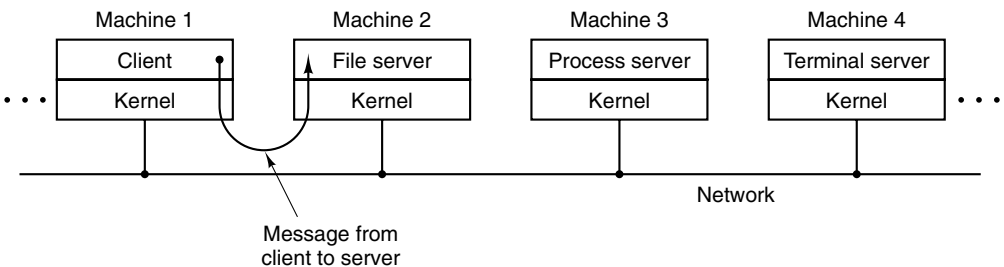 Machine 1
Machine 2
Machine 3
Machine 4
Client
File server
Process server
Terminal server
Kernel
Kernel
Kernel
Kernel
Network
Message from
client to server